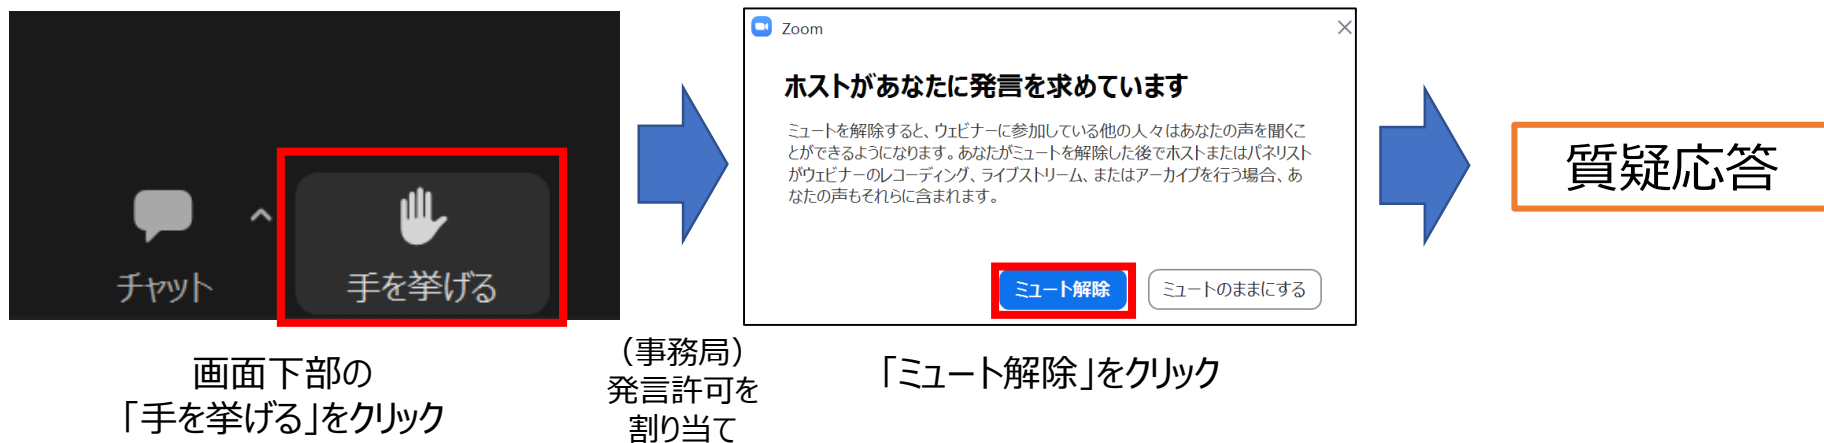 チャット
手を挙げる
画面下部の
「手を挙げる」をクリック
（事務局）
発言許可を
割り当て
Zoom
ホストがあなたに発言を求めています
ミュートを解除すると、ウェビナーに参加している他の人々はあなたの声を聞くこ
とができるようになります。あなたがミュートを解除した後でホストまたはパネリスト
がウェビナーのレコーディング、ライブストリーム、またはアーカイブを行う場合、あ
なたの声もそれらに含まれます。
ミュート解除
ミュートのままにする
「ミュート解除」をクリック
質疑応答